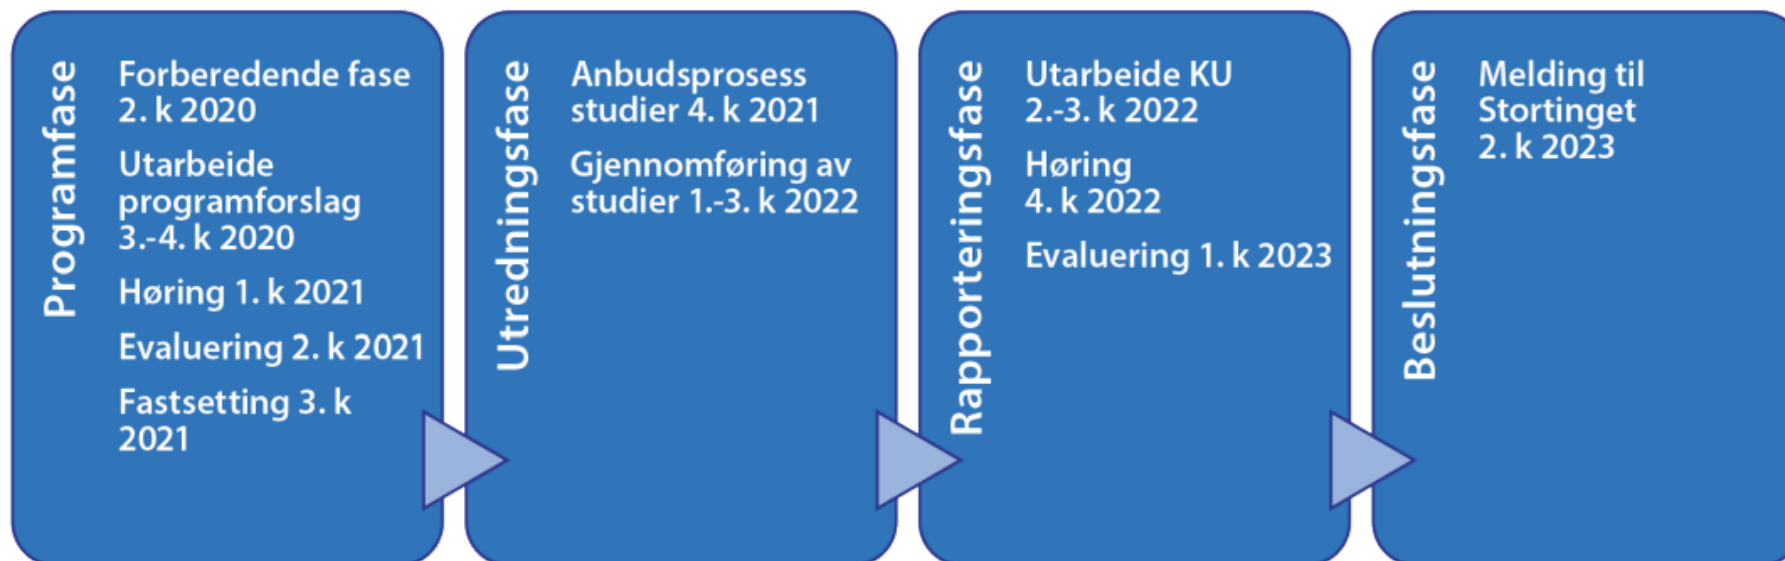 Programfase
Forberedende fase
2. k 2020
Utarbeide
programforslag
3.-4. k 2020
Høring 1. k 2021
Evaluering 2. k 2021
Fastsetting 3. k
2021
Utredningsfase
Anbudsprosess
studier 4. k 2021
Gjennomføring av
studier 1.-3. k 2022
Rapporteringsfase
Utarbeide KU
2.-3. k 2022
Høring
4. k 2022
Evaluering 1. k 2023
Beslutningsfase
Melding til
Stortinget
2. k 2023